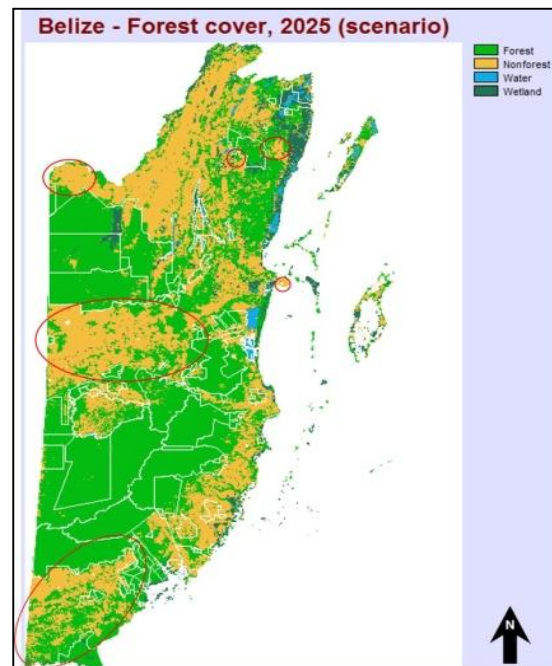 Belize - Forest cover, 2025 (scenario)
Forest
Nonforest
Water
Wetland
N